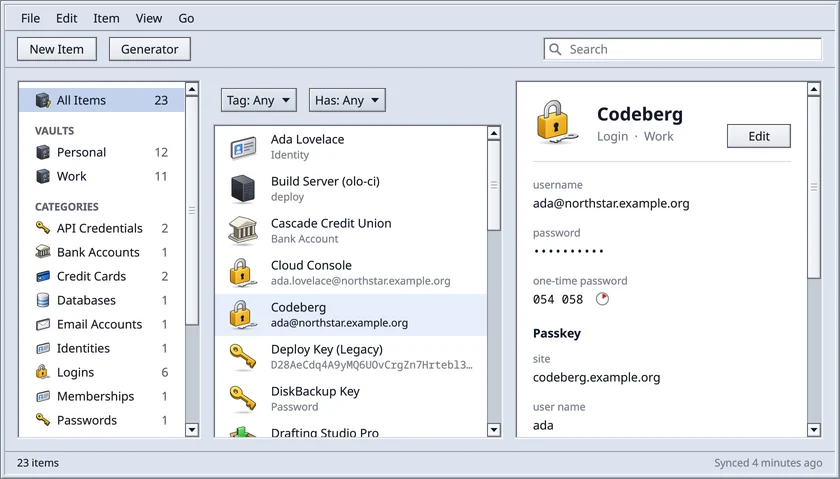 File Edit Item View Go
New Item Generator Search
All Items 23
VAULTS
Personal 12
Work 11
CATEGORIES
API Credentials 2
Bank Accounts 1
Credit Cards 2
Databases 1
Email Accounts 1
Identities 1
Logins 6
Memberships 1
Passwords 1
Tag: Any Has: Any
Ada Lovelace
Identity
Build Server (olo-ci)
deploy
Cascade Credit Union
Bank Account
Cloud Console
ada.lovelace@northstar.example.org
Codeberg
ada@northstar.example.org
Deploy Key (Legacy)
D28AeCdq4A9yMQ6UOvCrgZn7Hrtebl3…
DiskBackup Key
Password
Drafting Studio Pro
Codeberg
Login · Work
Edit
username
ada@northstar.example.org
password
••••••••••
one-time password
054 058
Passkey
site
codeberg.example.org
user name
ada
23 items
Synced 4 minutes ago